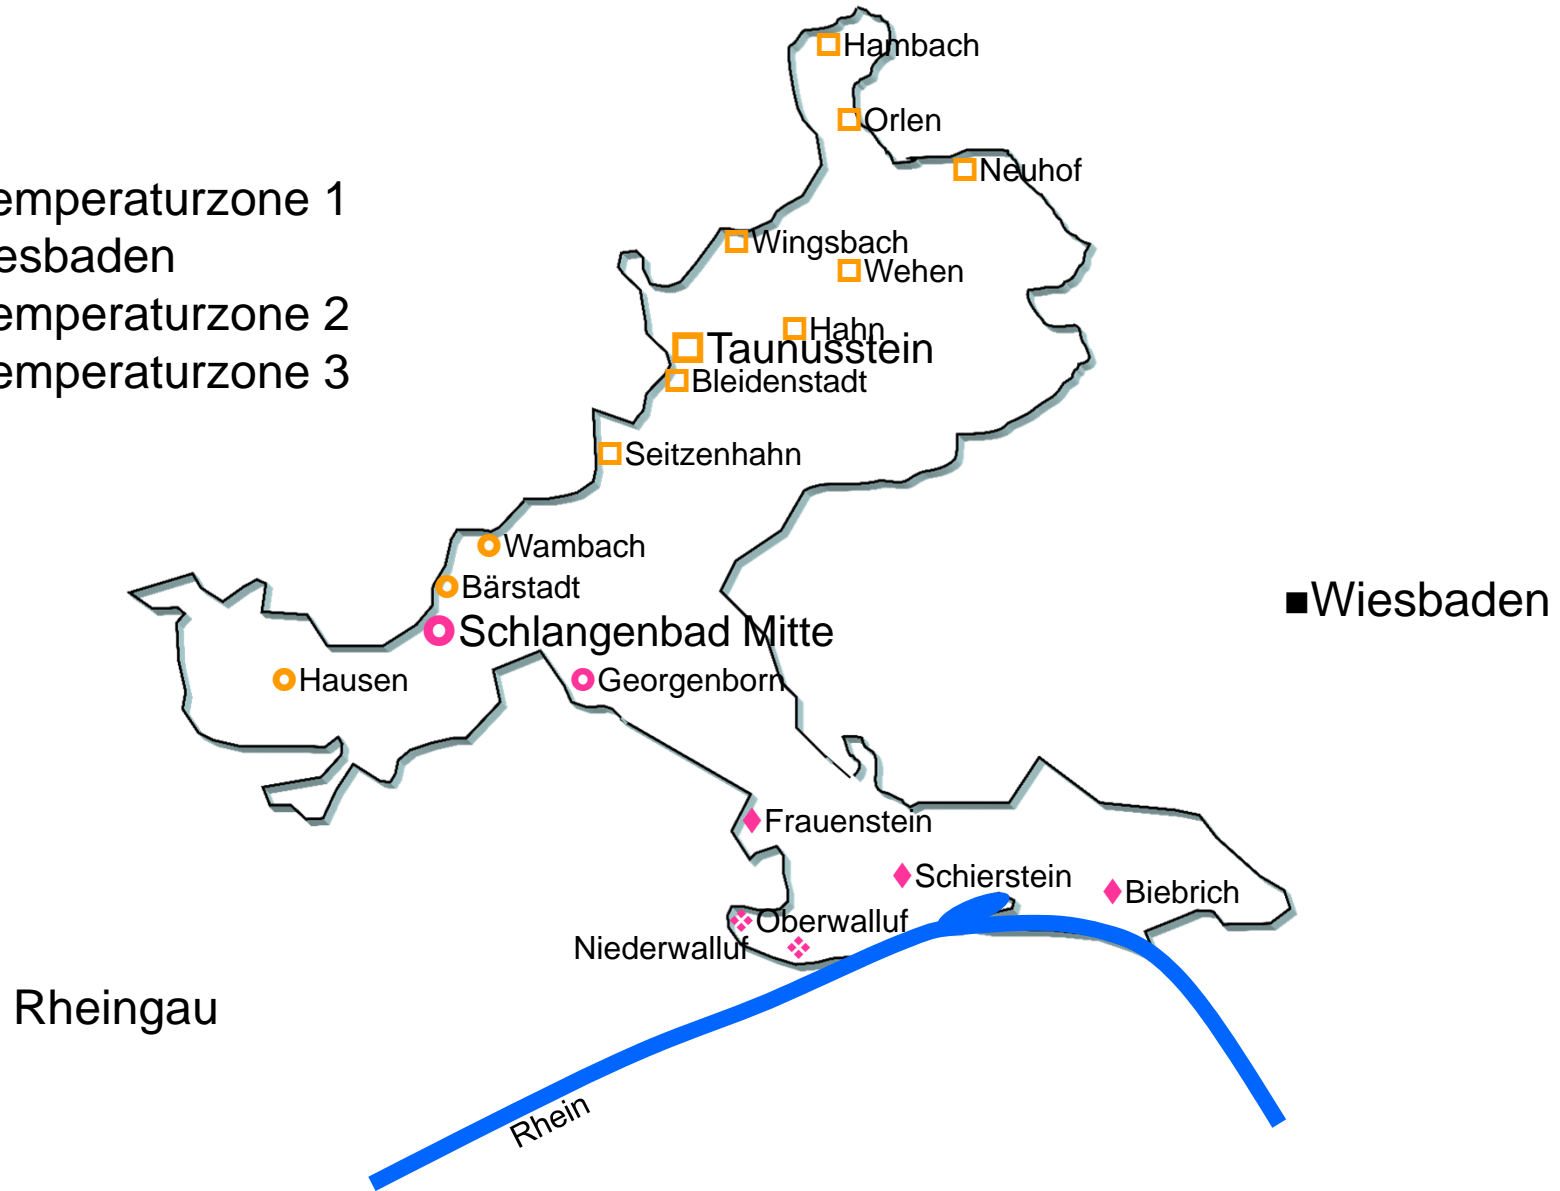 Hambach
Orlen
Neuhof
emperaturzone 1
esbaden
emperaturzone 2
emperaturzone 3
Wingsbach
Wehen
Hahn
Taunusstein
Bleidenstadt
Seitzenhahn
Wambach
Bärstadt
Wiesbaden
Schlangenbad Mitte
Hausen
Georgenborn
Frauenstein
Schierstein
Biebrich
Oberwalluf
Niederwalluf
Rheingau
Rhein